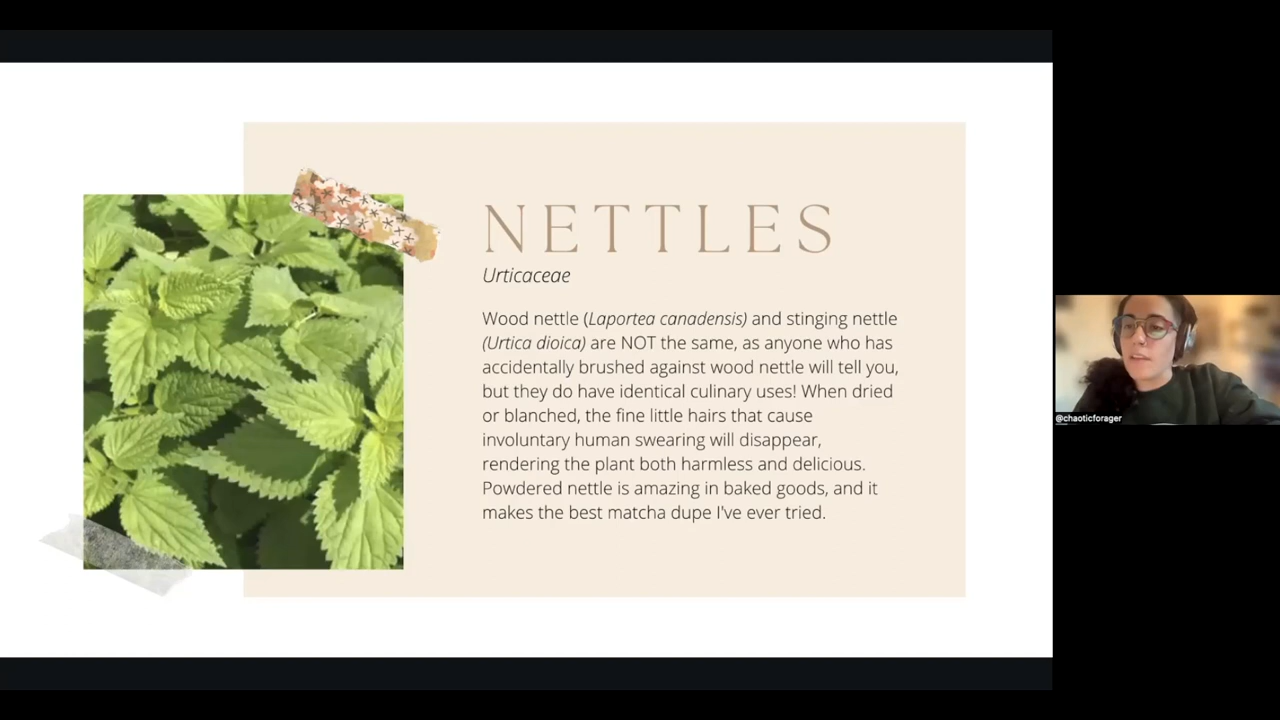 NETTLES
Urticaceae
Wood nettle (Laportea canadensis) and stinging nettle
(Urtica dioica) are NOT the same, as anyone who has
accidentally brushed against wood nettle will tell you,
but they do have identical culinary uses! When dried
or blanched, the fine little hairs that cause
involuntary human swearing will disappear,
rendering the plant both harmless and delicious.
Powdered nettle is amazing in baked goods, and it
makes the best matcha dupe I've ever tried.
@chaoticforager